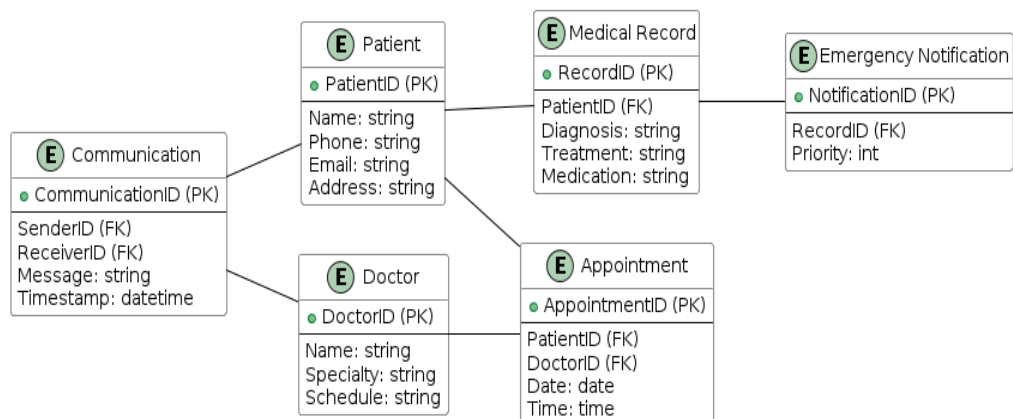 E Communication
CommunicationID (PK)
SenderID (FK)
ReceiverID (FK)
Message: string
Timestamp: datetime
E Patient
PatientID (PK)
Name: string
Phone: string
Email: string
Address: string
E Doctor
DoctorID (PK)
Name: string
Specialty: string
Schedule: string
E Medical Record
RecordID (PK)
PatientID (FK)
Diagnosis: string
Treatment: string
Medication: string
E Appointment
AppointmentID (PK)
PatientID (FK)
DoctorID (FK)
Date: date
Time: time
E Emergency Notification
NotificationID (PK)
RecordID (FK)
Priority: int